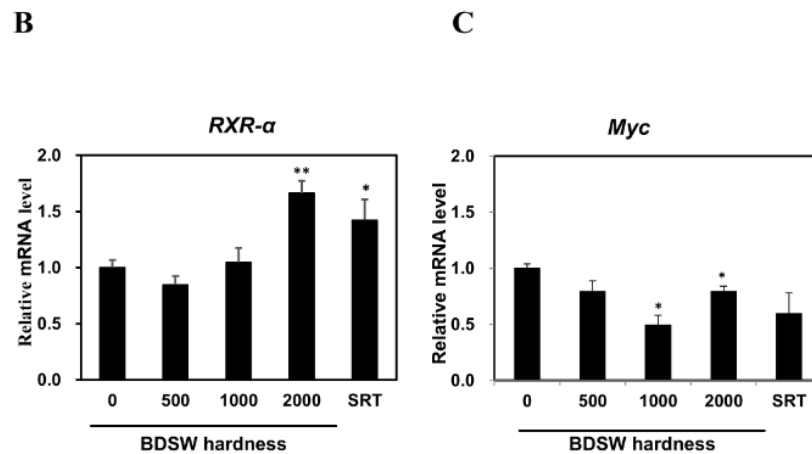 B
RXR-α
Relative mRNA level
2.0
1.5
1.0
0.5
0.0
**
*
0 500 1000 2000 SRT
BDSW hardness
C
Myc
Relative mRNA level
2.0
1.5
1.0
0.5
0.0
*
*
0 500 1000 2000 SRT
BDSW hardness